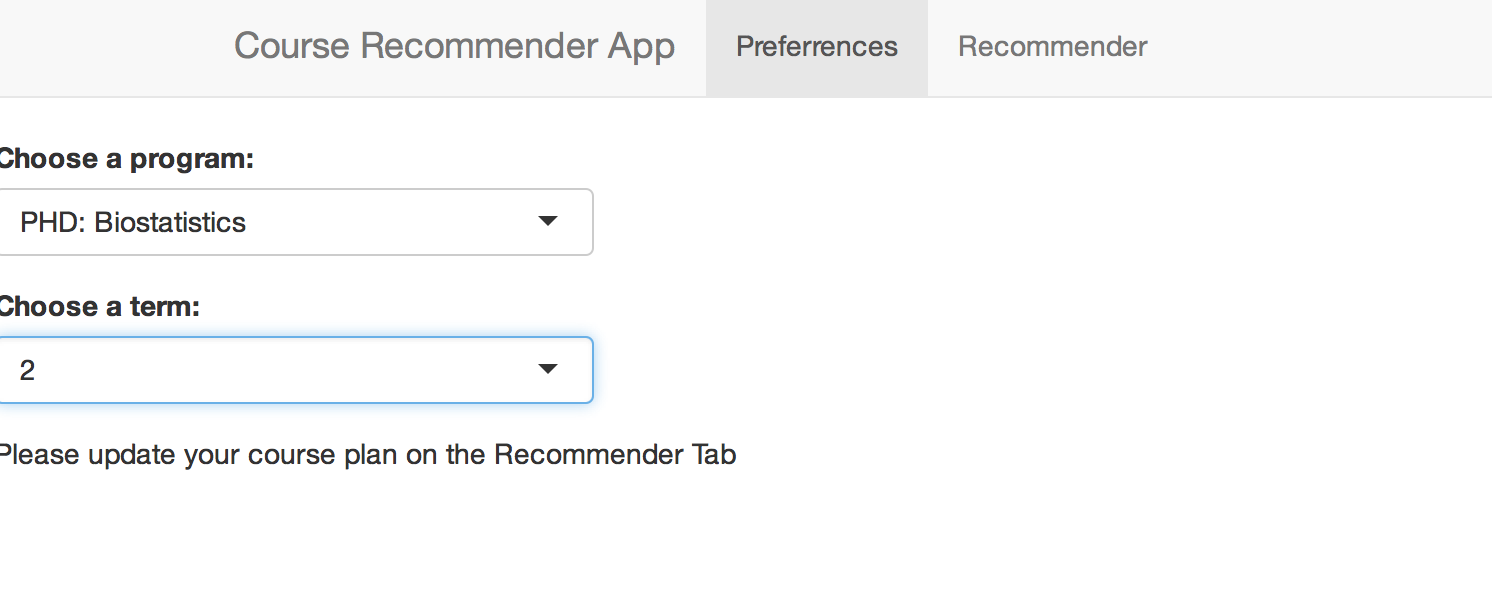 Course Recommender App Preferrences Recommender
Choose a program:
PHD: Biostatistics
Choose a term:
2
Please update your course plan on the Recommender Tab